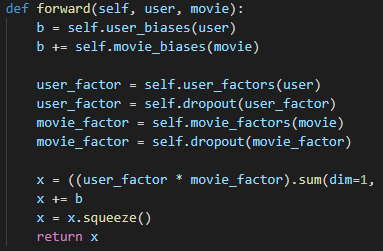 def forward(self, user, movie):
    b = self.user_biases(user)
    b += self.movie_biases(movie)

    user_factor = self.user_factors(user)
    user_factor = self.dropout(user_factor)
    movie_factor = self.movie_factors(movie)
    movie_factor = self.dropout(movie_factor)

    x = ((user_factor * movie_factor).sum(dim=1,
    x += b
    x = x.squeeze()
    return x